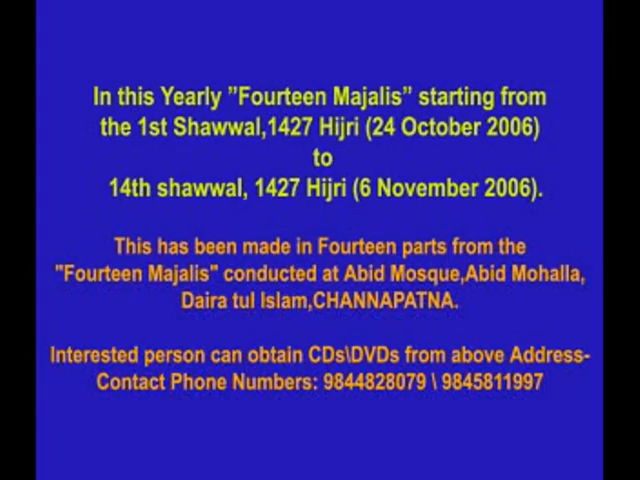 In this Yearly ”Fourteen Majalis” starting from
the 1st Shawwal,1427 Hijri (24 October 2006)
to
14th shawwal, 1427 Hijri (6 November 2006).
This has been made in Fourteen parts from the
"Fourteen Majalis" conducted at Abid Mosque,Abid Mohalla,
Daira tul Islam,CHANNAPATNA.
Interested person can obtain CDs\DVDs from above Address-
Contact Phone Numbers: 9844828079 \ 9845811997